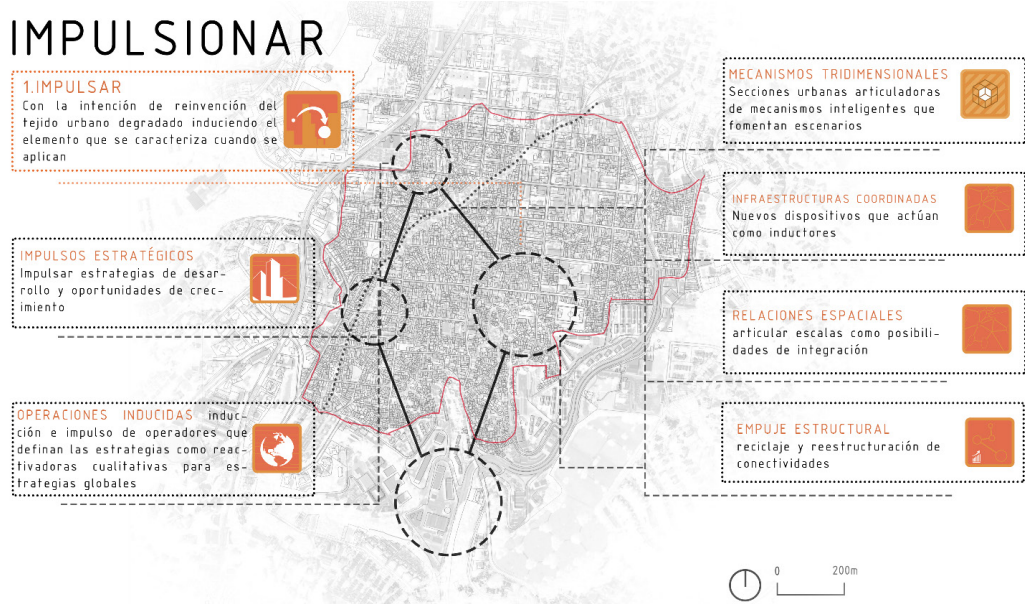 IMPULSIONAR
1.IMPULSAR
Con la intención de reinvención del
tejido urbano degradado induciendo el
elemento que se caracteriza cuando se
aplican
IMPULSOS ESTRATÉGICOS
Impulsar estrategias de desar-
rollo y oportunidades de crec-
imiento
OPERACIONES INDUCIDAS induc-
ción e impulso de operadores que
definan las estrategias como reac-
tivadoras cualitativas para es-
trategias globales
MECANISMOS TRIDIMENSIONALES
Secciones urbanas articuladoras
de mecanismos inteligentes que
fomentan escenarios
INFRAESTRUCTURAS COORDINADAS
Nuevos dispositivos que actúan
como inductores
RELACIONES ESPACIALES
articular escalas como posibili-
dades de integración
EMPUJE ESTRUCTURAL
reciclaje y reestructuración de
conectividades
0 200m